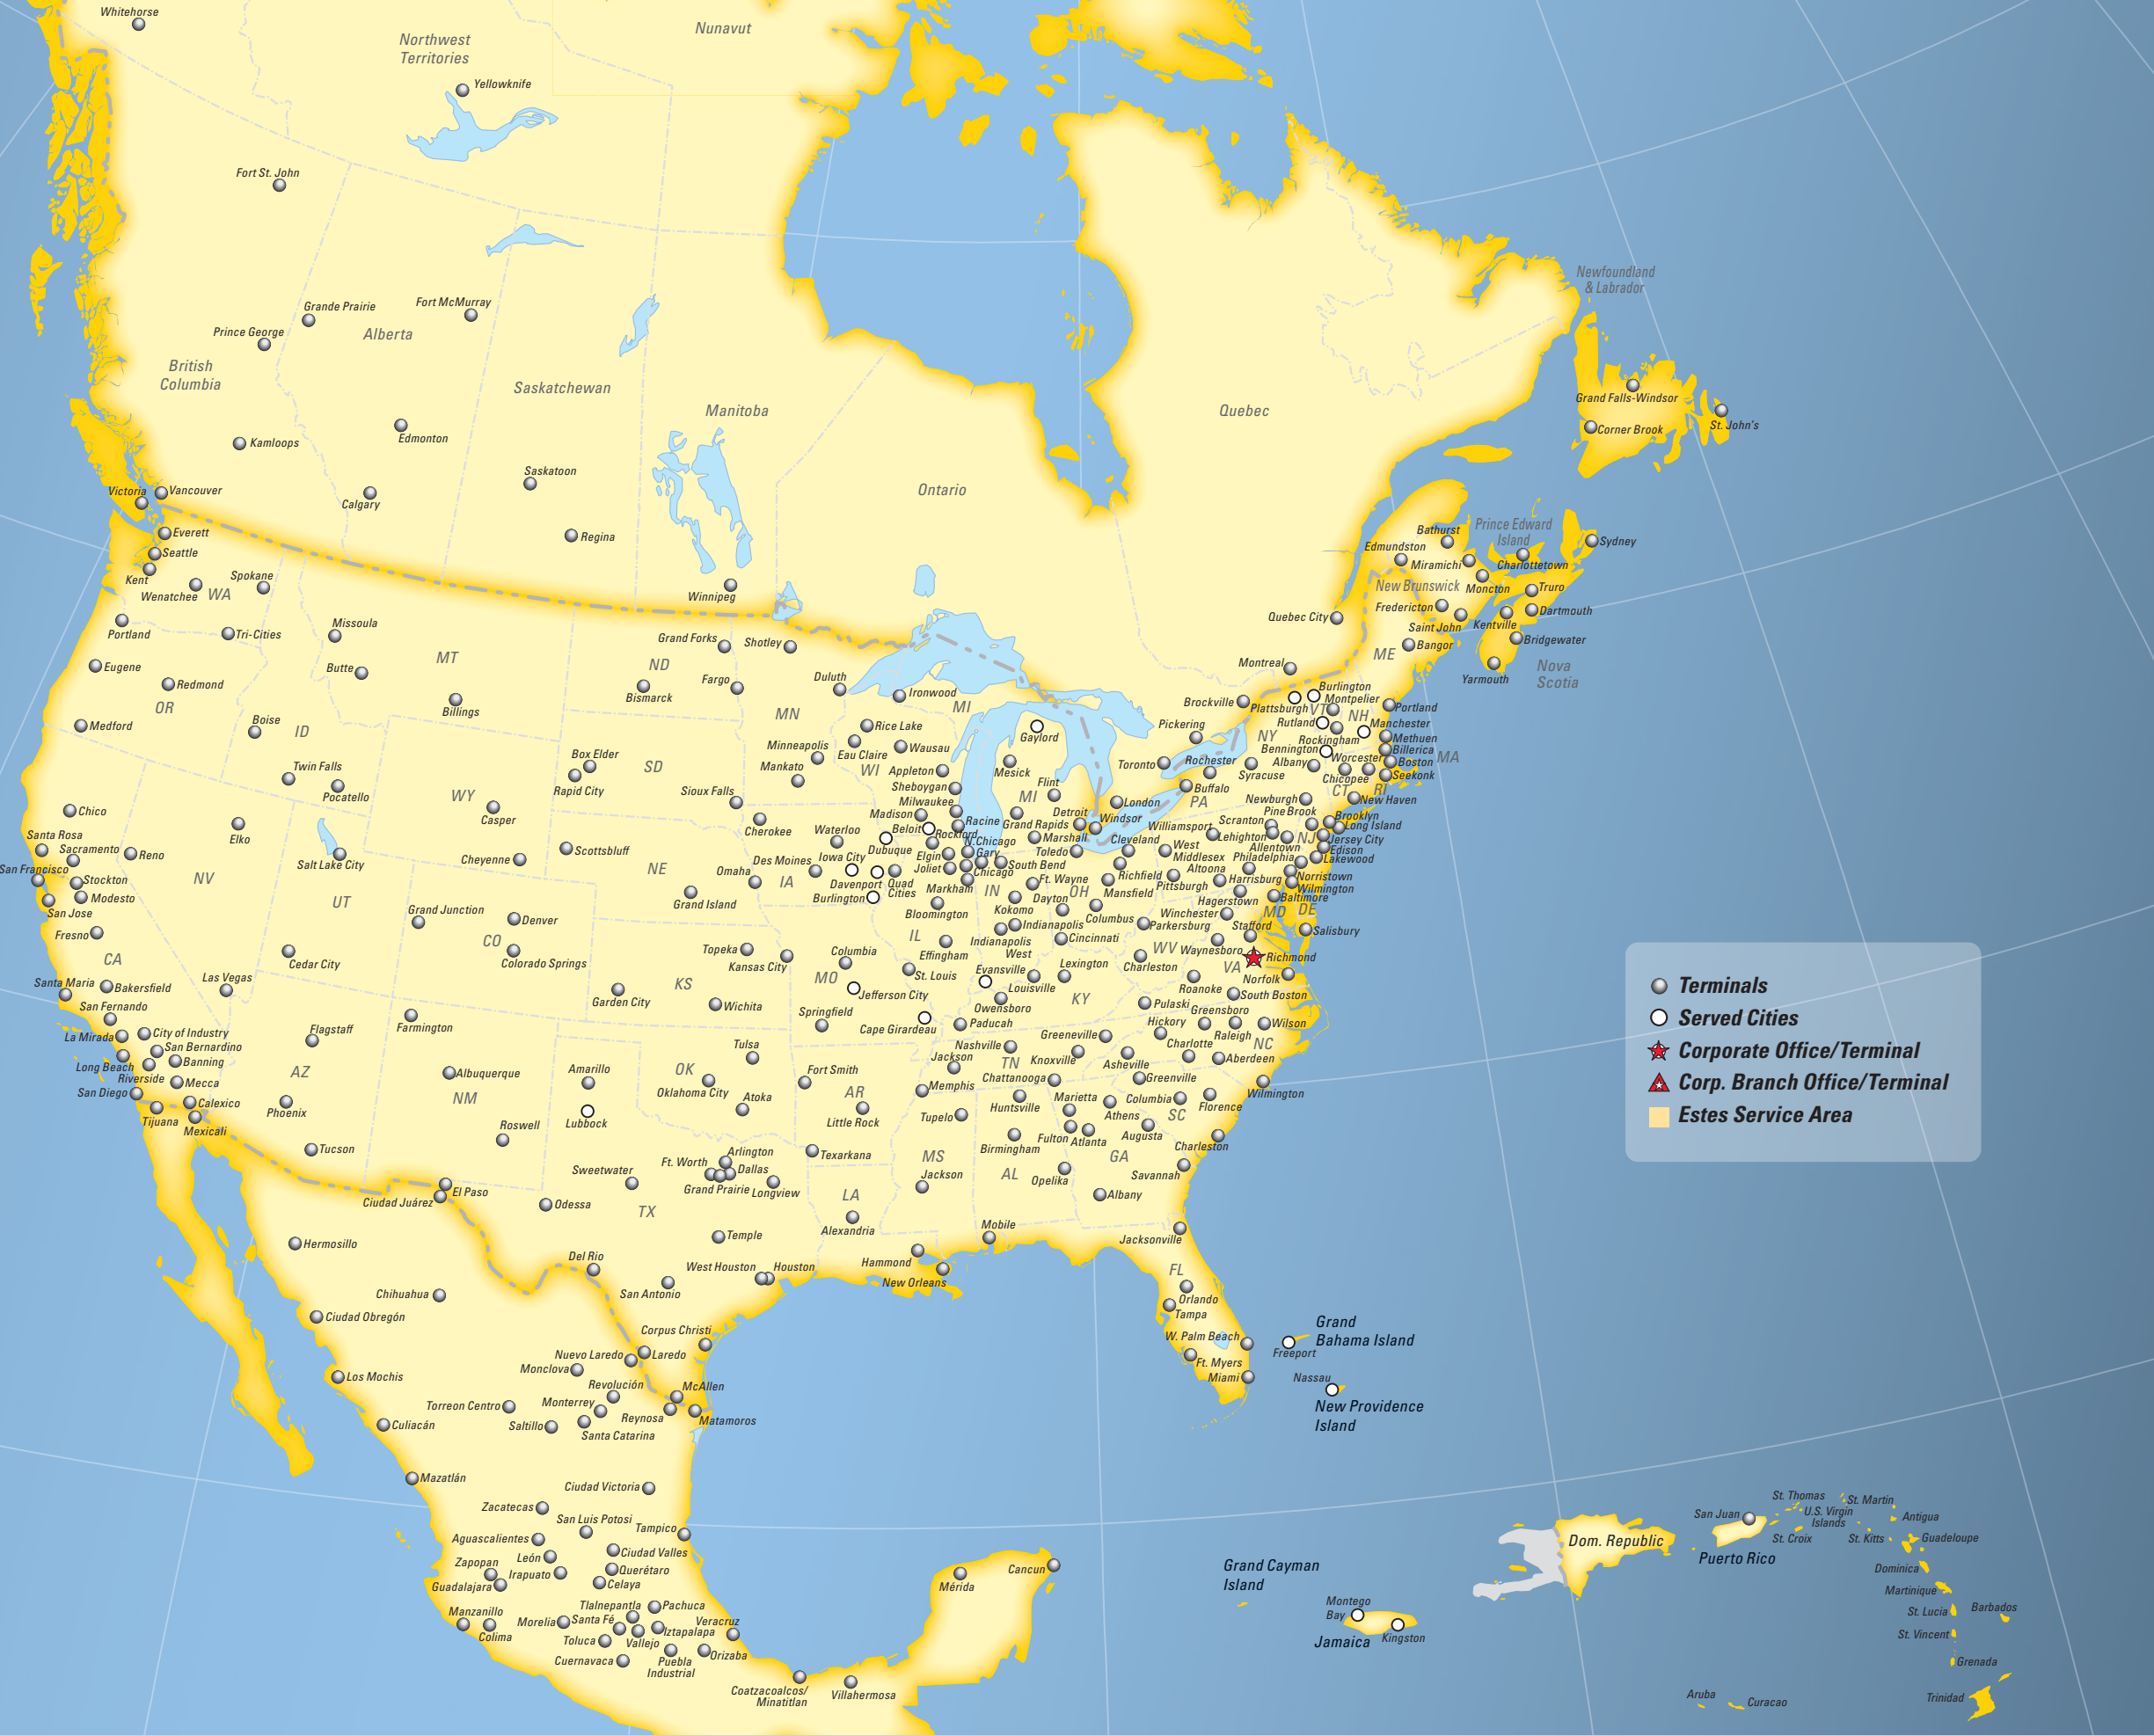 Whitehorse
Northwest
Territories
Nunavut
Yellowknife
Fort St. John
Newfoundland
& Labrador
Grande Prairie
Fort McMurray
Prince George
Alberta
British
Columbia
Saskatchewan
Manitoba
Quebec
Grand Falls-Windsor
Corner Brook
St. John's
Kamloops
Edmonton
Saskatoon
Ontario
Victoria
Vancouver
Calgary
Regina
Everett
Seattle
Kent
Wenatchee
WA
Spokane
Winnipeg
Bathurst
Prince Edward
Island
Edmundston
Miramichi
Charlottetown
Sydney
New Brunswick
Moncton
Truro
Fredericton
Dartmouth
Saint John
Kentville
Bridgewater
Quebec City
Bangor
ME
Yarmouth
Nova
Scotia
Montreal
Portland
Tri-Cities
Missoula
Eugene
Butte
MT
Redmond
OR
Billings
Medford
Boise
ID
Grand Forks
Shotley
ND
Bismarck
Fargo
Duluth
Ironwood
MN
MI
Rice Lake
Gaylord
Minneapolis
Eau Claire
Wausau
Mankato
WI
Appleton
Mesick
Sheboygan
MI
Flint
Box Elder
Rapid City
SD
Sioux Falls
Brockville
Plattsburgh
Burlington
Montpelier
VT
Rutland
NH
Portland
Manchester
Pickering
NY
Rockingham
Methuen
Bennington
Billerica
MA
Toronto
Rochester
Albany
Worcester
Boston
Syracuse
Chicopee
Seekonk
Buffalo
CT
RI
PA
Newburgh
New Haven
London
Windsor
Detroit
Williamsport
Scranton
Pine Brook
Brooklyn
Long Island
Cleveland
Lehighton
NJ
Jersey City
Allentown
Edison
Philadelphia
Lakewood
Norristown
Wilmington
West
Middlesex
Altoona
Pittsburgh
Harrisburg
Hagerstown
Baltimore
Twin Falls
Pocatello
WY
Casper
Chico
Santa Rosa
Sacramento
Reno
Elko
Salt Lake City
Cheyenne
Scottsbluff
San Francisco
Stockton
Modesto
San Jose
Fresno
NV
UT
NE
Cherokee
Waterloo
Madison
Milwaukee
Beloit
Racine
Rockford
N.Chicago
Grand Rapids
Marshall
Toledo
Dubuque
Elgin
Gary
Joliet
South Bend
Chicago
Des Moines
Iowa City
Omaha
IA
Davenport
Quad
Cities
Burlington
Markham
IN
Ft. Wayne
OH
Richfield
Mansfield
Grand Island
Bloomington
Kokomo
Dayton
Columbus
Winchester
MD
DE
Parkersburg
Stafford
Salisbury
Grand Junction
Denver
CO
Colorado Springs
CA
Cedar City
Las Vegas
Santa Maria
Bakersfield
San Fernando
City of Industry
La Mirada
San Bernardino
Long Beach
Banning
Riverside
Mecca
San Diego
Calexico
Tijuana
Mexicali
Topeka
Kansas City
Columbia
IL
Effingham
Indianapolis
Indianapolis
West
Cincinnati
WV
Waynesboro
Richmond
VA
Charleston
Norfolk
MO
St. Louis
Evansville
Lexington
Louisville
Roanoke
South Boston
Jefferson City
Owensboro
KY
Pulaski
Garden City
KS
Wichita
Springfield
Cape Girardeau
Paducah
Greeneville
Hickory
Greensboro
Raleigh
Wilson
NC
Nashville
Jackson
TN
Knoxville
Asheville
Charlotte
Aberdeen
Flagstaff
Farmington
Tulsa
AZ
Albuquerque
NM
Amarillo
OK
Oklahoma City
Fort Smith
AR
Memphis
Chattanooga
Greenville
Phoenix
Lubbock
Atoka
Little Rock
Tupelo
Huntsville
Marietta
Athens
Columbia
SC
Florence
Wilmington
Tucson
Roswell
Birmingham
Fulton
Atlanta
Augusta
Charleston
Sweetwater
Ft. Worth
Arlington
Dallas
Grand Prairie
Longview
Texarkana
MS
Jackson
AL
Opelika
GA
Savannah
Albany
El Paso
Ciudad Juárez
Odessa
TX
LA
Alexandria
Temple
Mobile
Jacksonville
Hammond
New Orleans
Hermosillo
Del Rio
West Houston
Houston
San Antonio
FL
Orlando
Tampa
Chihuahua
Ciudad Obregón
Corpus Christi
W. Palm Beach
Ft. Myers
Miami
Grand
Bahama Island
Freeport
Nassau
New Providence
Island
Terminals
Served Cities
Corporate Office/Terminal
Corp. Branch Office/Terminal
Estes Service Area
Nuevo Laredo
Laredo
Monclova
Los Mochis
Revolución
McAllen
Torreon Centro
Monterrey
Reynosa
Matamoros
Culiacán
Saltillo
Santa Catarina
Mazatlán
Ciudad Victoria
Zacatecas
San Luis Potosi
Tampico
Aguascalientes
Ciudad Valles
León
Zapopan
Irapuato
Querétaro
Guadalajara
Celaya
Manzanillo
Colima
Tlalnepantla
Pachuca
Morelia
Santa Fé
Veracruz
Iztapalapa
Toluca
Vallejo
Orizaba
Cuernavaca
Puebla
Industrial
Coatzacoalcos/
Minatitlan
Villahermosa
Mérida
Cancun
Grand Cayman
Island
Montego
Bay
Jamaica
Kingston
Dom. Republic
San Juan
Puerto Rico
St. Thomas
U.S. Virgin
Islands
St. Croix
St. Martin
St. Kitts
Antigua
Guadeloupe
Dominica
Martinique
St. Lucia
Barbados
St. Vincent
Grenada
Aruba
Curacao
Trinidad